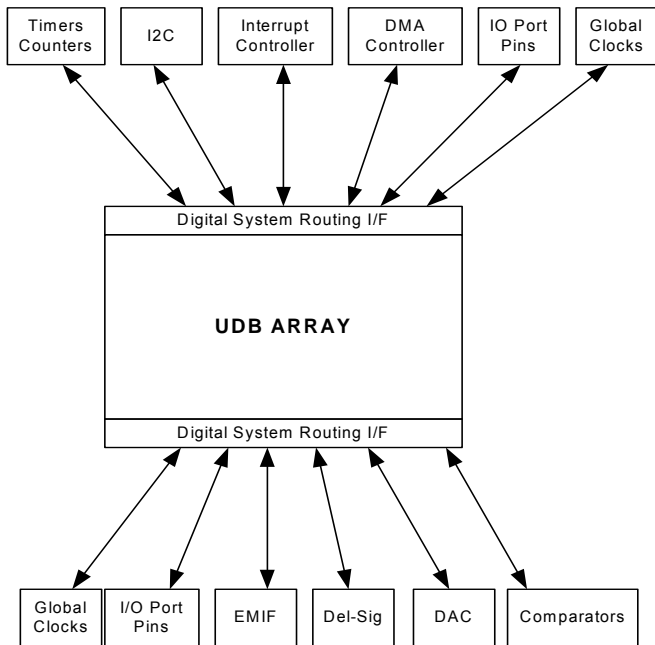 Timers
Counters
I2C
Interrupt
Controller
DMA
Controller
IO Port
Pins
Global
Clocks
Digital System Routing I/F
UDB ARRAY
Digital System Routing I/F
Global
Clocks
I/O Port
Pins
EMIF
Del-Sig
DAC
Comparators